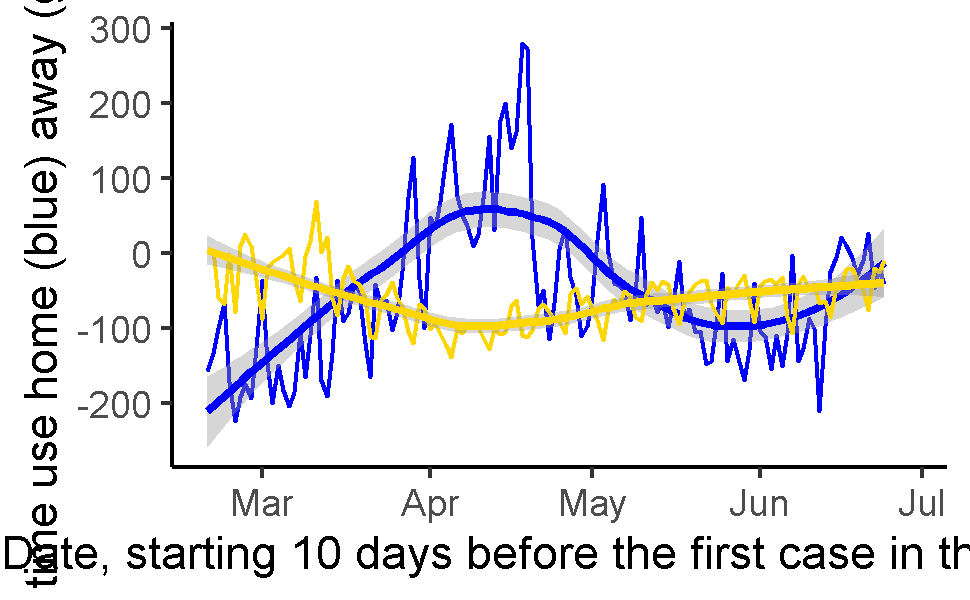 time use home (blue) away (
300
200
100
0
-100
-200
Mar Apr May Jun Jul
Date, starting 10 days before the first case in th